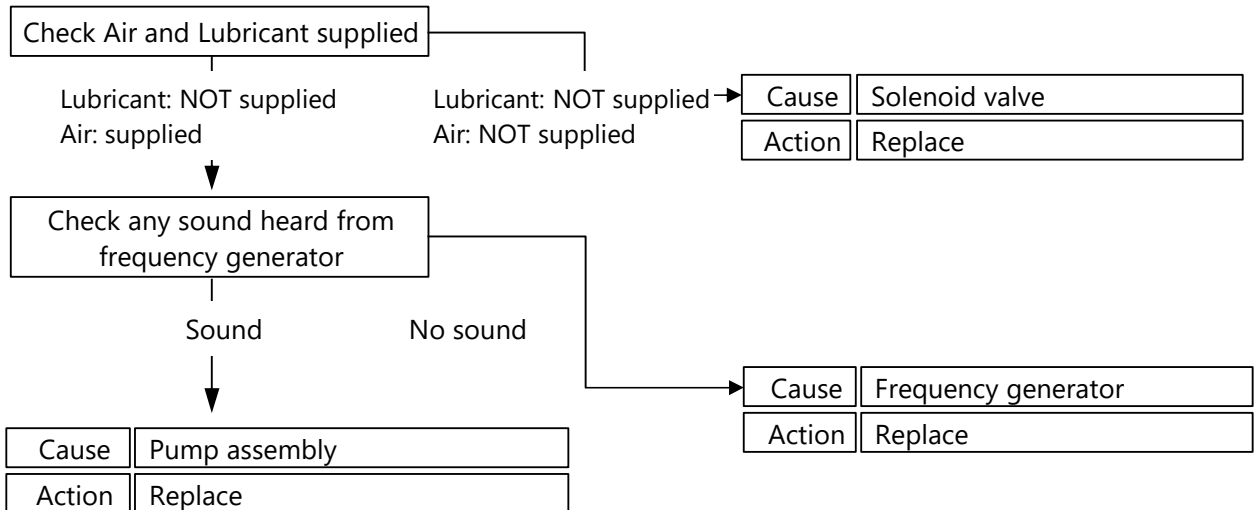 Check Air and Lubricant supplied
Lubricant: NOT supplied
Air: supplied
Lubricant: NOT supplied
Air: NOT supplied
Cause Solenoid valve
Action Replace
Check any sound heard from
frequency generator
Sound
No sound
Cause Frequency generator
Action Replace
Cause Pump assembly
Action Replace